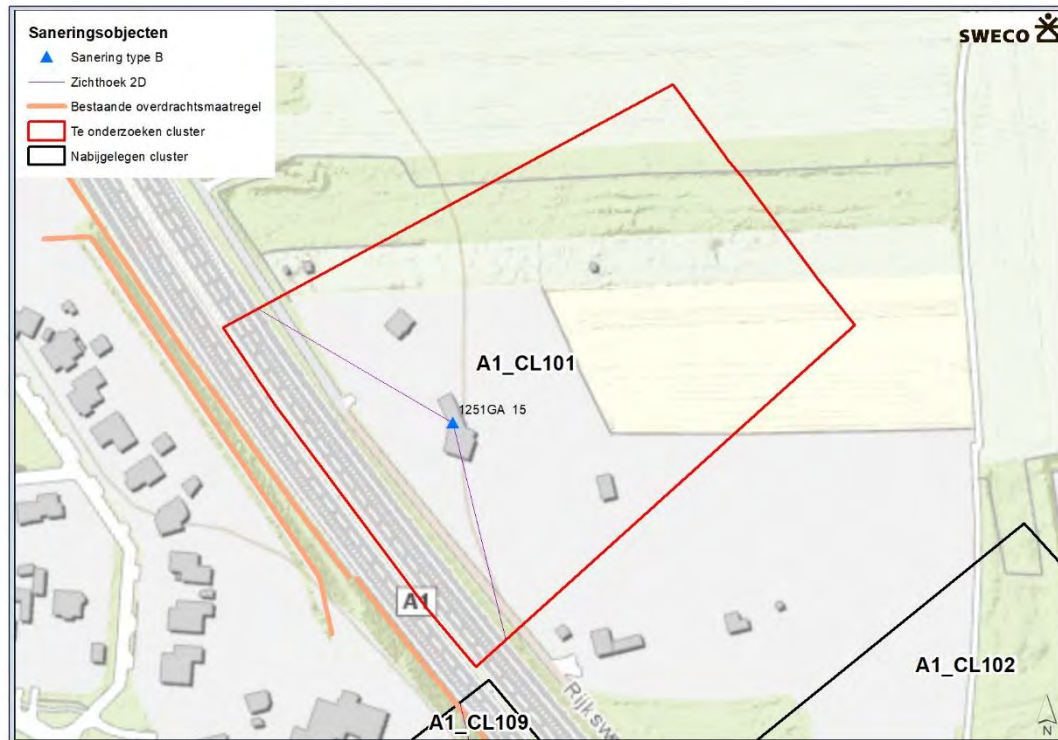 Saneringsobjecten
Sanering type B
Zichthoek 2D
Bestaande overdrachtsmaatregel
Te onderzoeken cluster
Nabijgelegen cluster
SWECO
A1_CL101
1251GA 15
A1
A1_CL102
A1_CL109
Rijksw
N